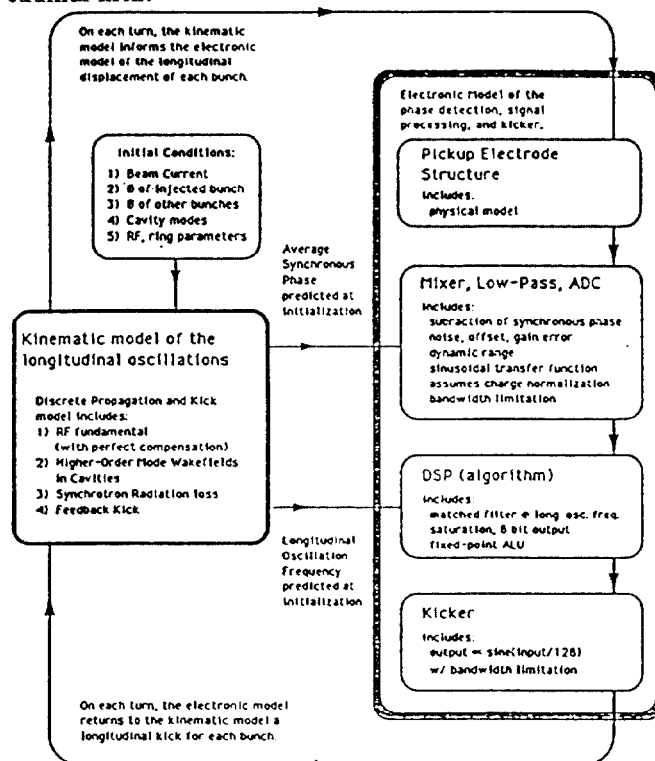 On each turn, the kinematic
model informs the electronic
model of the longitudinal
displacement of each bunch.
Initial Conditions:
1) Beam Current
2) Ø of injected bunch
3) Ø of other bunches
4) Cavity modes
5) RF, ring parameters
Average
Synchronous
Phase
predicted at
Initialization
Kinematic model of the
longitudinal oscillations
Discrete Propagation and Kick
model includes:
1) RF fundamental
(with perfect compensation)
2) Higher-Order Mode Wakefields
in Cavities
3) Synchrotron Radiation loss
4) Feedback Kick
Longitudinal
Oscillation
Frequency
predicted at
Initialization
On each turn, the electronic model
returns to the kinematic model a
longitudinal kick for each bunch.
Electronic Model of the
phase detection, signal
processing, and kicker.
Pickup Electrode
Structure
Includes:
physical model
Mixer, Low-Pass, ADC
Includes:
subraction of synchronous phase
noise, offset, gain error
dynamic range
sinusoidal transfer function
assumes charge normalization
bandwidth limitation
DSP (algorithm)
Includes:
matched filter @ long. osc. freq.
saturation, 8 bit output
fixed-point ALU
Kicker
Includes:
output ∝ sine(input/128)
w/ bandwidth limitation